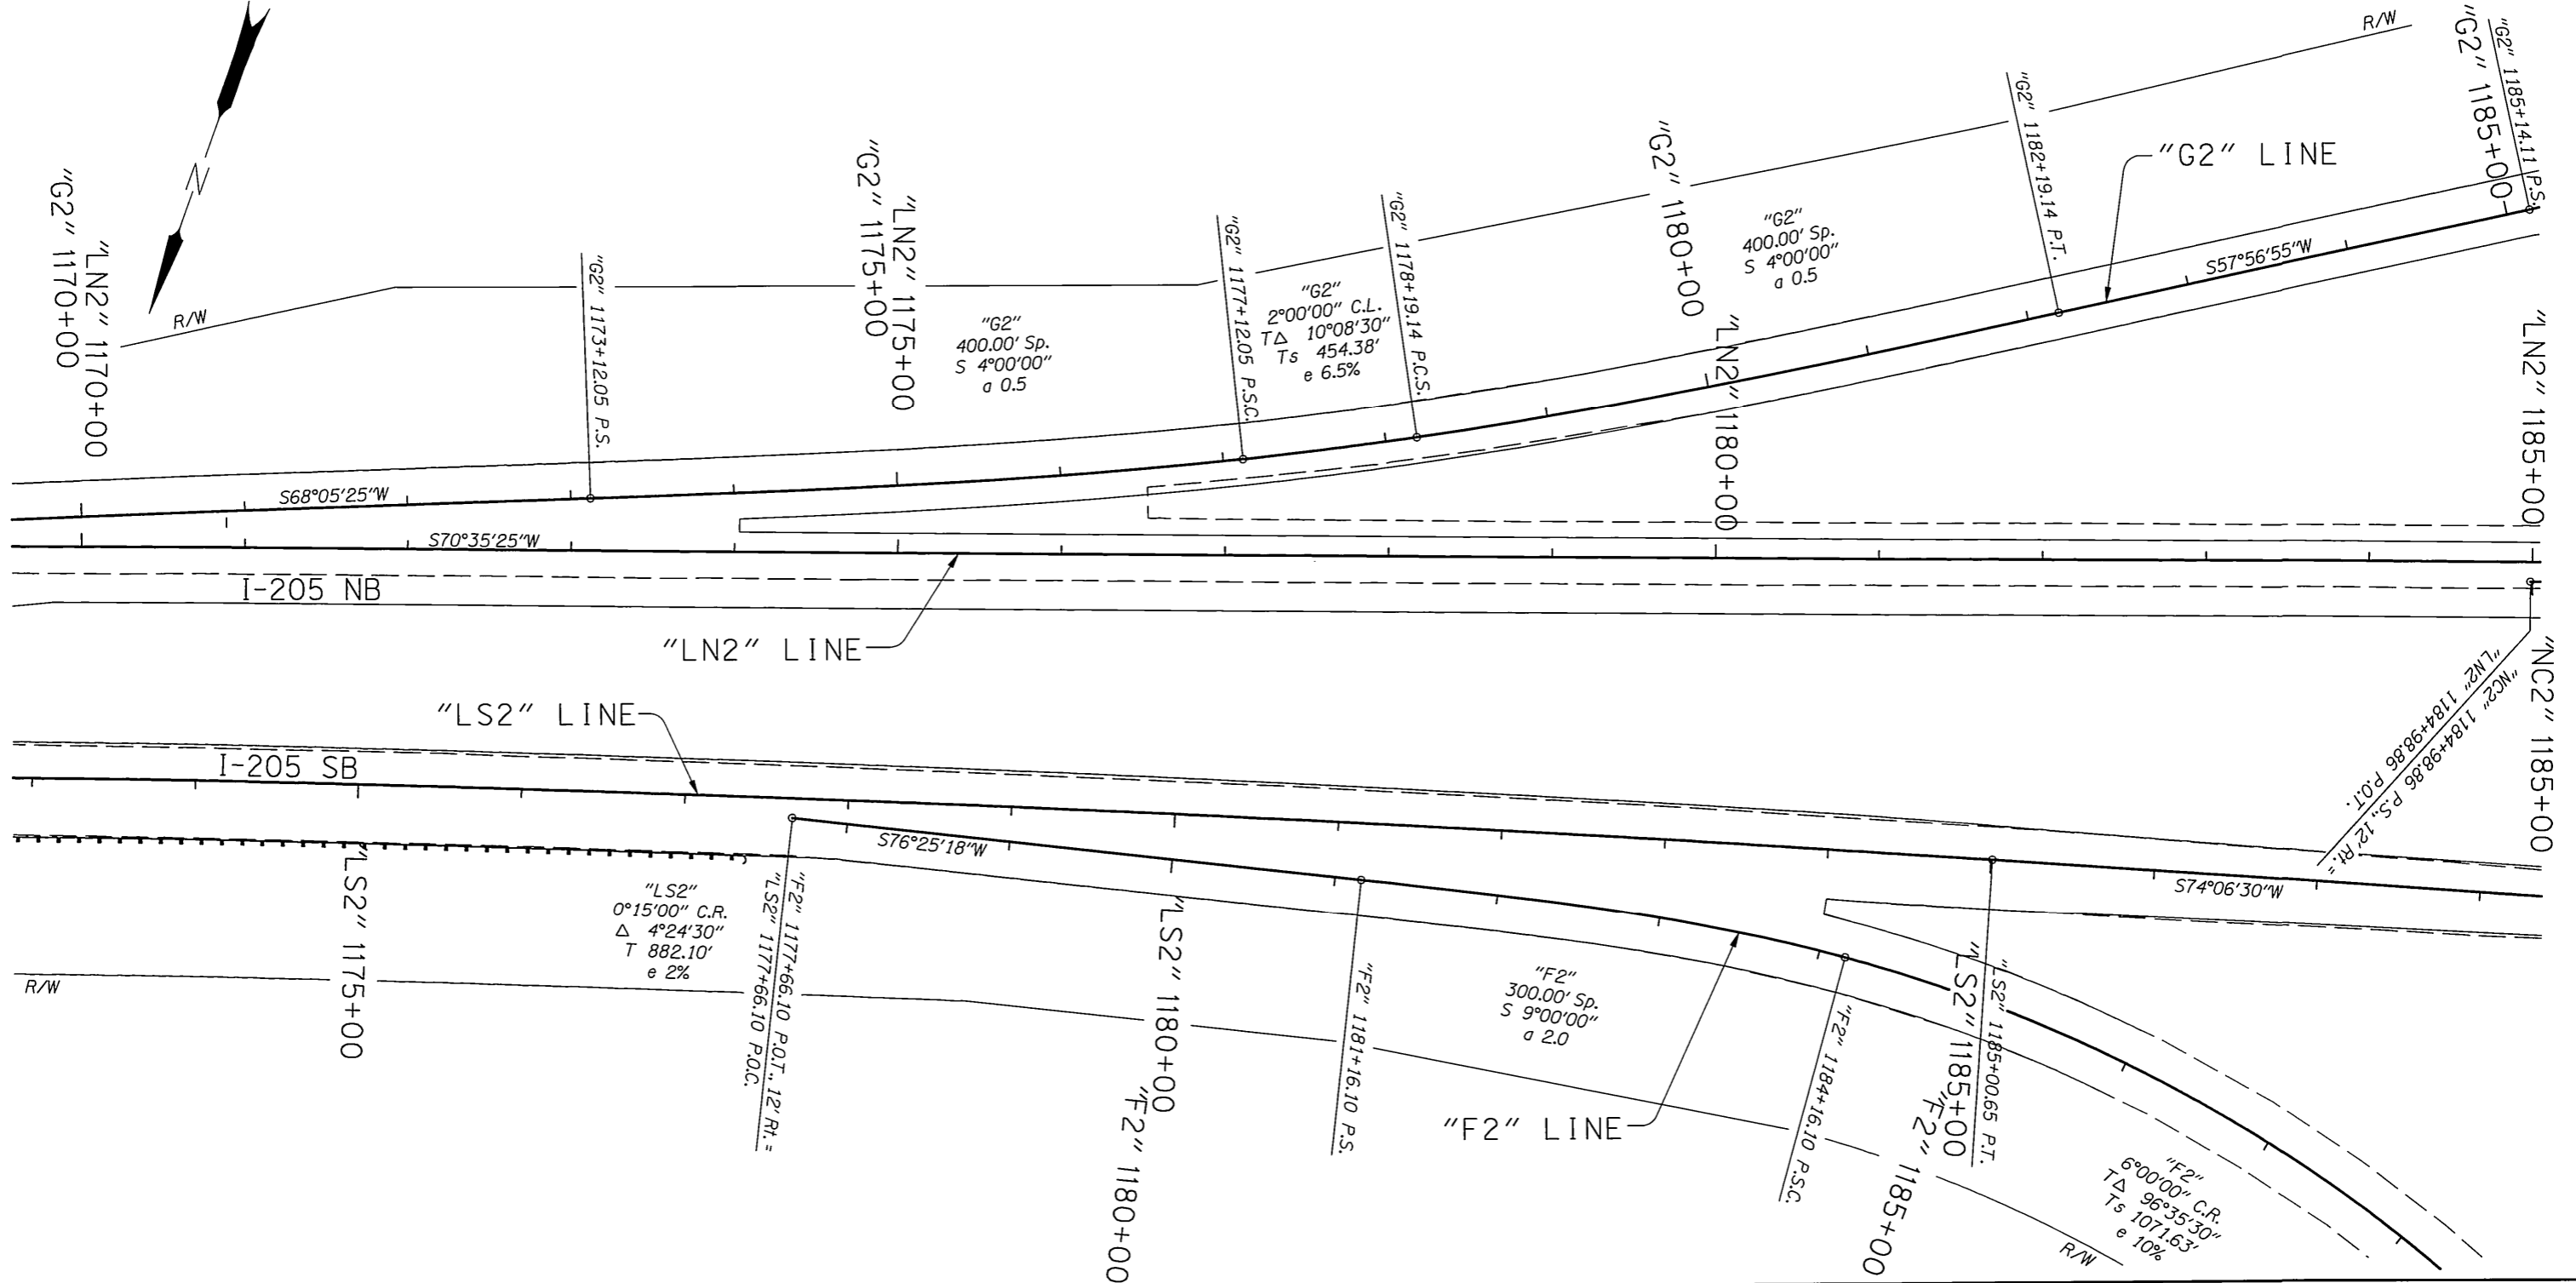 R/W
"G2" 1185+14.11 P.S.
"G2" 1185+00
"G2" 1182+19.14 P.T.
"G2" LINE
"G2" 1180+00
"G2"
400.00' Sp.
S 4°00'00"
a 0.5
S57°56'55"W
N
"G2" 1170+00
"LN2" 1170+00
R/W
"G2" 1173+12.05 P.S.
"G2" 1175+00
"LN2" 1175+00
"G2"
400.00' Sp.
S 4°00'00"
a 0.5
"G2" 1177+12.05 P.S.C.
"G2"
2°00'00" C.L.
T∆ 10°08'30"
Ts 454.38'
e 6.5%
"G2" 1178+19.14 P.C.S.
"LN2" 1180+00
"LN2" 1185+00
S68°05'25"W
S70°35'25"W
I-205 NB
"LN2" LINE
"LN2" 1184+98.86 P.O.T.
"NC2" 1184+98.86 P.S., 12' Rt.=
"NC2" 1185+00
"LS2" LINE
I-205 SB
S76°25'18"W
S74°06'30"W
"LS2" 1175+00
"LS2"
0°15'00" C.R.
∆ 4°24'30"
T 882.10'
e 2%
"F2" 1177+66.10 P.O.T., 12' Rt.=
"LS2" 1177+66.10 P.O.C.
"LS2" 1180+00
"F2" 1180+00
"F2" 1181+16.10 P.S.
"F2"
300.00' Sp.
S 9°00'00"
a 2.0
"F2" LINE
"F2" 1184+16.10 P.S.C.
"LS2" 1185+00
"LS2" 1185+00.65 P.T.
"F2" 1185+00
"F2"
6°00'00" C.R.
T∆ 96°35'30"
Ts 1071.63'
e 10%
R/W
R/W